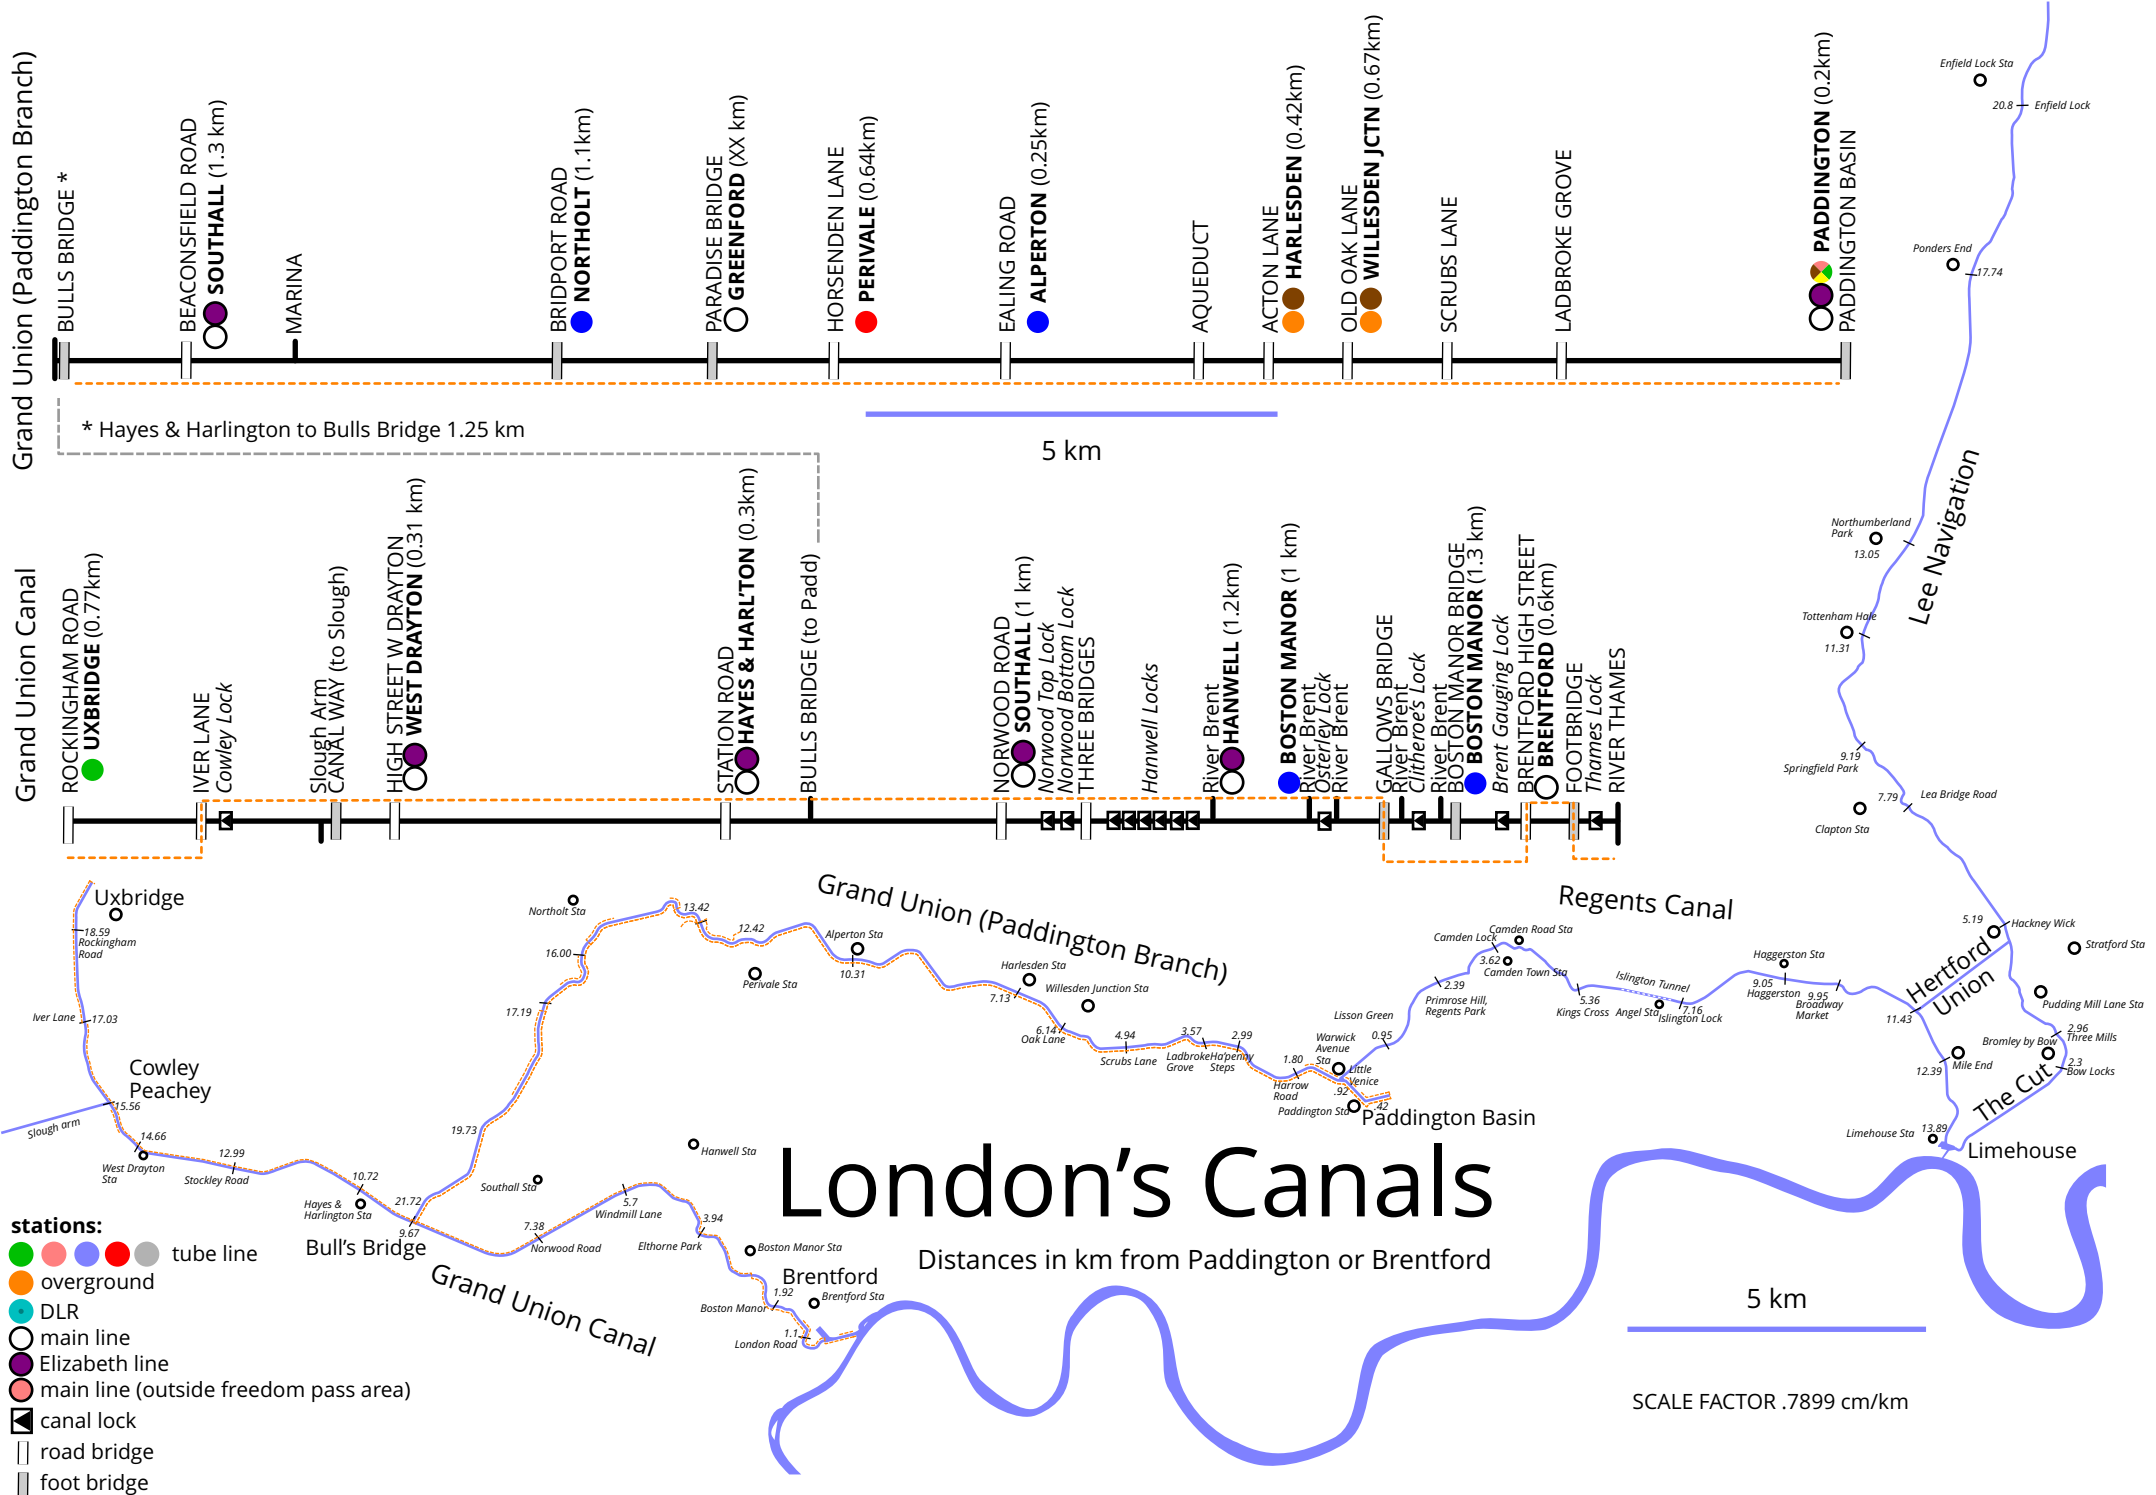 Grand Union (Paddington Branch)
BULLS BRIDGE *
BEACONSFIELD ROAD
SOUTHALL (1.3 km)
MARINA
BRIDPORT ROAD
NORTHOLT (1.1km)
PARADISE BRIDGE
GREENFORD (XX km)
HORSENDEN LANE
PERIVALE (0.64km)
EALING ROAD
ALPERTON (0.25km)
AQUEDUCT
ACTON LANE
HARLESDEN (0.42km)
OLD OAK LANE
WILLESDEN JCTN (0.67km)
SCRUBS LANE
LADBROKE GROVE
PADDINGTON (0.2km)
PADDINGTON BASIN
* Hayes & Harlington to Bulls Bridge 1.25 km
5 km
Grand Union Canal
ROCKINGHAM ROAD
UXBRIDGE (0.77km)
IVER LANE
Cowley Lock
Slough Arm
CANAL WAY (to Slough)
HIGH STREET W DRAYTON
WEST DRAYTON (0.31 km)
STATION ROAD
HAYES & HARL'TON (0.3km)
BULLS BRIDGE (to Padd)
NORWOOD ROAD
SOUTHALL (1 km)
Norwood Top Lock
Norwood Bottom Lock
THREE BRIDGES
Hanwell Locks
River Brent
HANWELL (1.2km)
BOSTON MANOR (1 km)
River Brent
Osterley Lock
River Brent
GALLOWS BRIDGE
River Brent
Clitheroe's Lock
River Brent
BOSTON MANOR BRIDGE
BOSTON MANOR (1.3 km)
Brent Gauging Lock
BRENTFORD HIGH STREET
BRENTFORD (0.6km)
FOOTBRIDGE
Thames Lock
RIVER THAMES
Enfield Lock Sta
20.8
Enfield Lock
Ponders End
17.74
Lee Navigation
Northumberland
Park
13.05
Tottenham Hale
11.31
9.19
Springfield Park
7.79
Lea Bridge Road
Clapton Sta
5.19
Hackney Wick
Stratford Sta
Hertford
Union
Pudding Mill Lane Sta
2.96
Three Mills
Bromley by Bow
2.3
Bow Locks
The Cut
11.43
12.39
Mile End
13.89
Limehouse Sta
Limehouse
Uxbridge
18.59
Rockingham
Road
Iver Lane
17.03
Cowley
Peachey
15.56
Slough arm
14.66
West Drayton
Sta
12.99
Stockley Road
10.72
Hayes &
Harlington Sta
21.72
9.67
Bull's Bridge
Grand Union Canal
19.73
17.19
16.00
Northolt Sta
13.42
12.42
Perivale Sta
Grand Union (Paddington Branch)
Alperton Sta
10.31
Harlesden Sta
7.13
Willesden Junction Sta
6.14
Oak Lane
4.94
Scrubs Lane
3.57
Ladbroke
Grove
2.99
Ha'penny
Steps
1.80
Harrow
Road
Warwick
Avenue
Sta
Little
Venice
.92
Paddington Sta
.42
Paddington Basin
Regents Canal
Lisson Green
0.95
2.39
Primrose Hill,
Regents Park
Camden Lock
3.62
Camden Road Sta
Camden Town Sta
5.36
Kings Cross
Islington Tunnel
Angel Sta
7.16
Islington Lock
Haggerston Sta
9.05
Haggerston
9.95
Broadway
Market
Southall Sta
Hanwell Sta
7.38
Norwood Road
5.7
Windmill Lane
3.94
Elthorne Park
Boston Manor Sta
Brentford
1.92
Brentford Sta
Boston Manor
1.1
London Road
London's Canals
Distances in km from Paddington or Brentford
5 km
SCALE FACTOR .7899 cm/km
stations:
tube line
overground
DLR
main line
Elizabeth line
main line (outside freedom pass area)
canal lock
road bridge
foot bridge